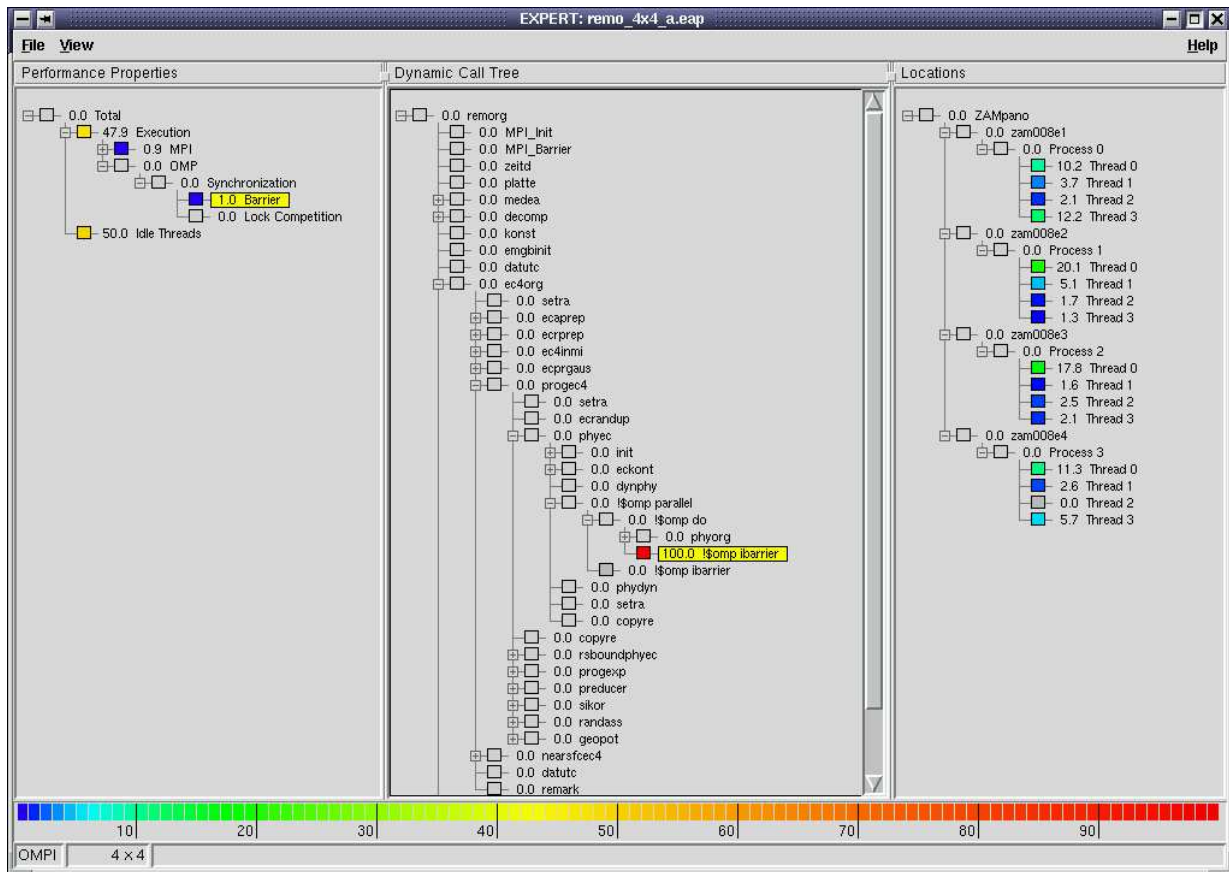 EXPERT: remo_4x4_a.eap
File View Help
Performance Properties
0.0 Total
47.9 Execution
0.9 MPI
0.0 OMP
0.0 Synchronization
1.0 Barrier
0.0 Lock Competition
50.0 Idle Threads
Dynamic Call Tree
0.0 remorg
0.0 MPI_Init
0.0 MPI_Barrier
0.0 zeitd
0.0 platte
0.0 medea
0.0 decomp
0.0 konst
0.0 emgbinit
0.0 datutc
0.0 ec4org
0.0 setra
0.0 ecaprep
0.0 ecrprep
0.0 ec4inmi
0.0 ecprgaus
0.0 progec4
0.0 setra
0.0 ecrandup
0.0 phyec
0.0 init
0.0 eckont
0.0 dynphy
0.0 !$omp parallel
0.0 !$omp do
0.0 phyorg
100.0 !$omp ibarrier
0.0 !$omp ibarrier
0.0 phydyn
0.0 setra
0.0 copyre
0.0 copyre
0.0 rsboundphyec
0.0 progexp
0.0 preducer
0.0 sikor
0.0 randass
0.0 geopot
0.0 nearsfcec4
0.0 datutc
0.0 remark
Locations
0.0 ZAMpano
0.0 zam008e1
0.0 Process 0
10.2 Thread 0
3.7 Thread 1
2.1 Thread 2
12.2 Thread 3
0.0 zam008e2
0.0 Process 1
20.1 Thread 0
5.1 Thread 1
1.7 Thread 2
1.3 Thread 3
0.0 zam008e3
0.0 Process 2
17.8 Thread 0
1.6 Thread 1
2.5 Thread 2
2.1 Thread 3
0.0 zam008e4
0.0 Process 3
11.3 Thread 0
2.6 Thread 1
0.0 Thread 2
5.7 Thread 3
10 20 30 40 50 60 70 80 90
OMPI 4 x 4